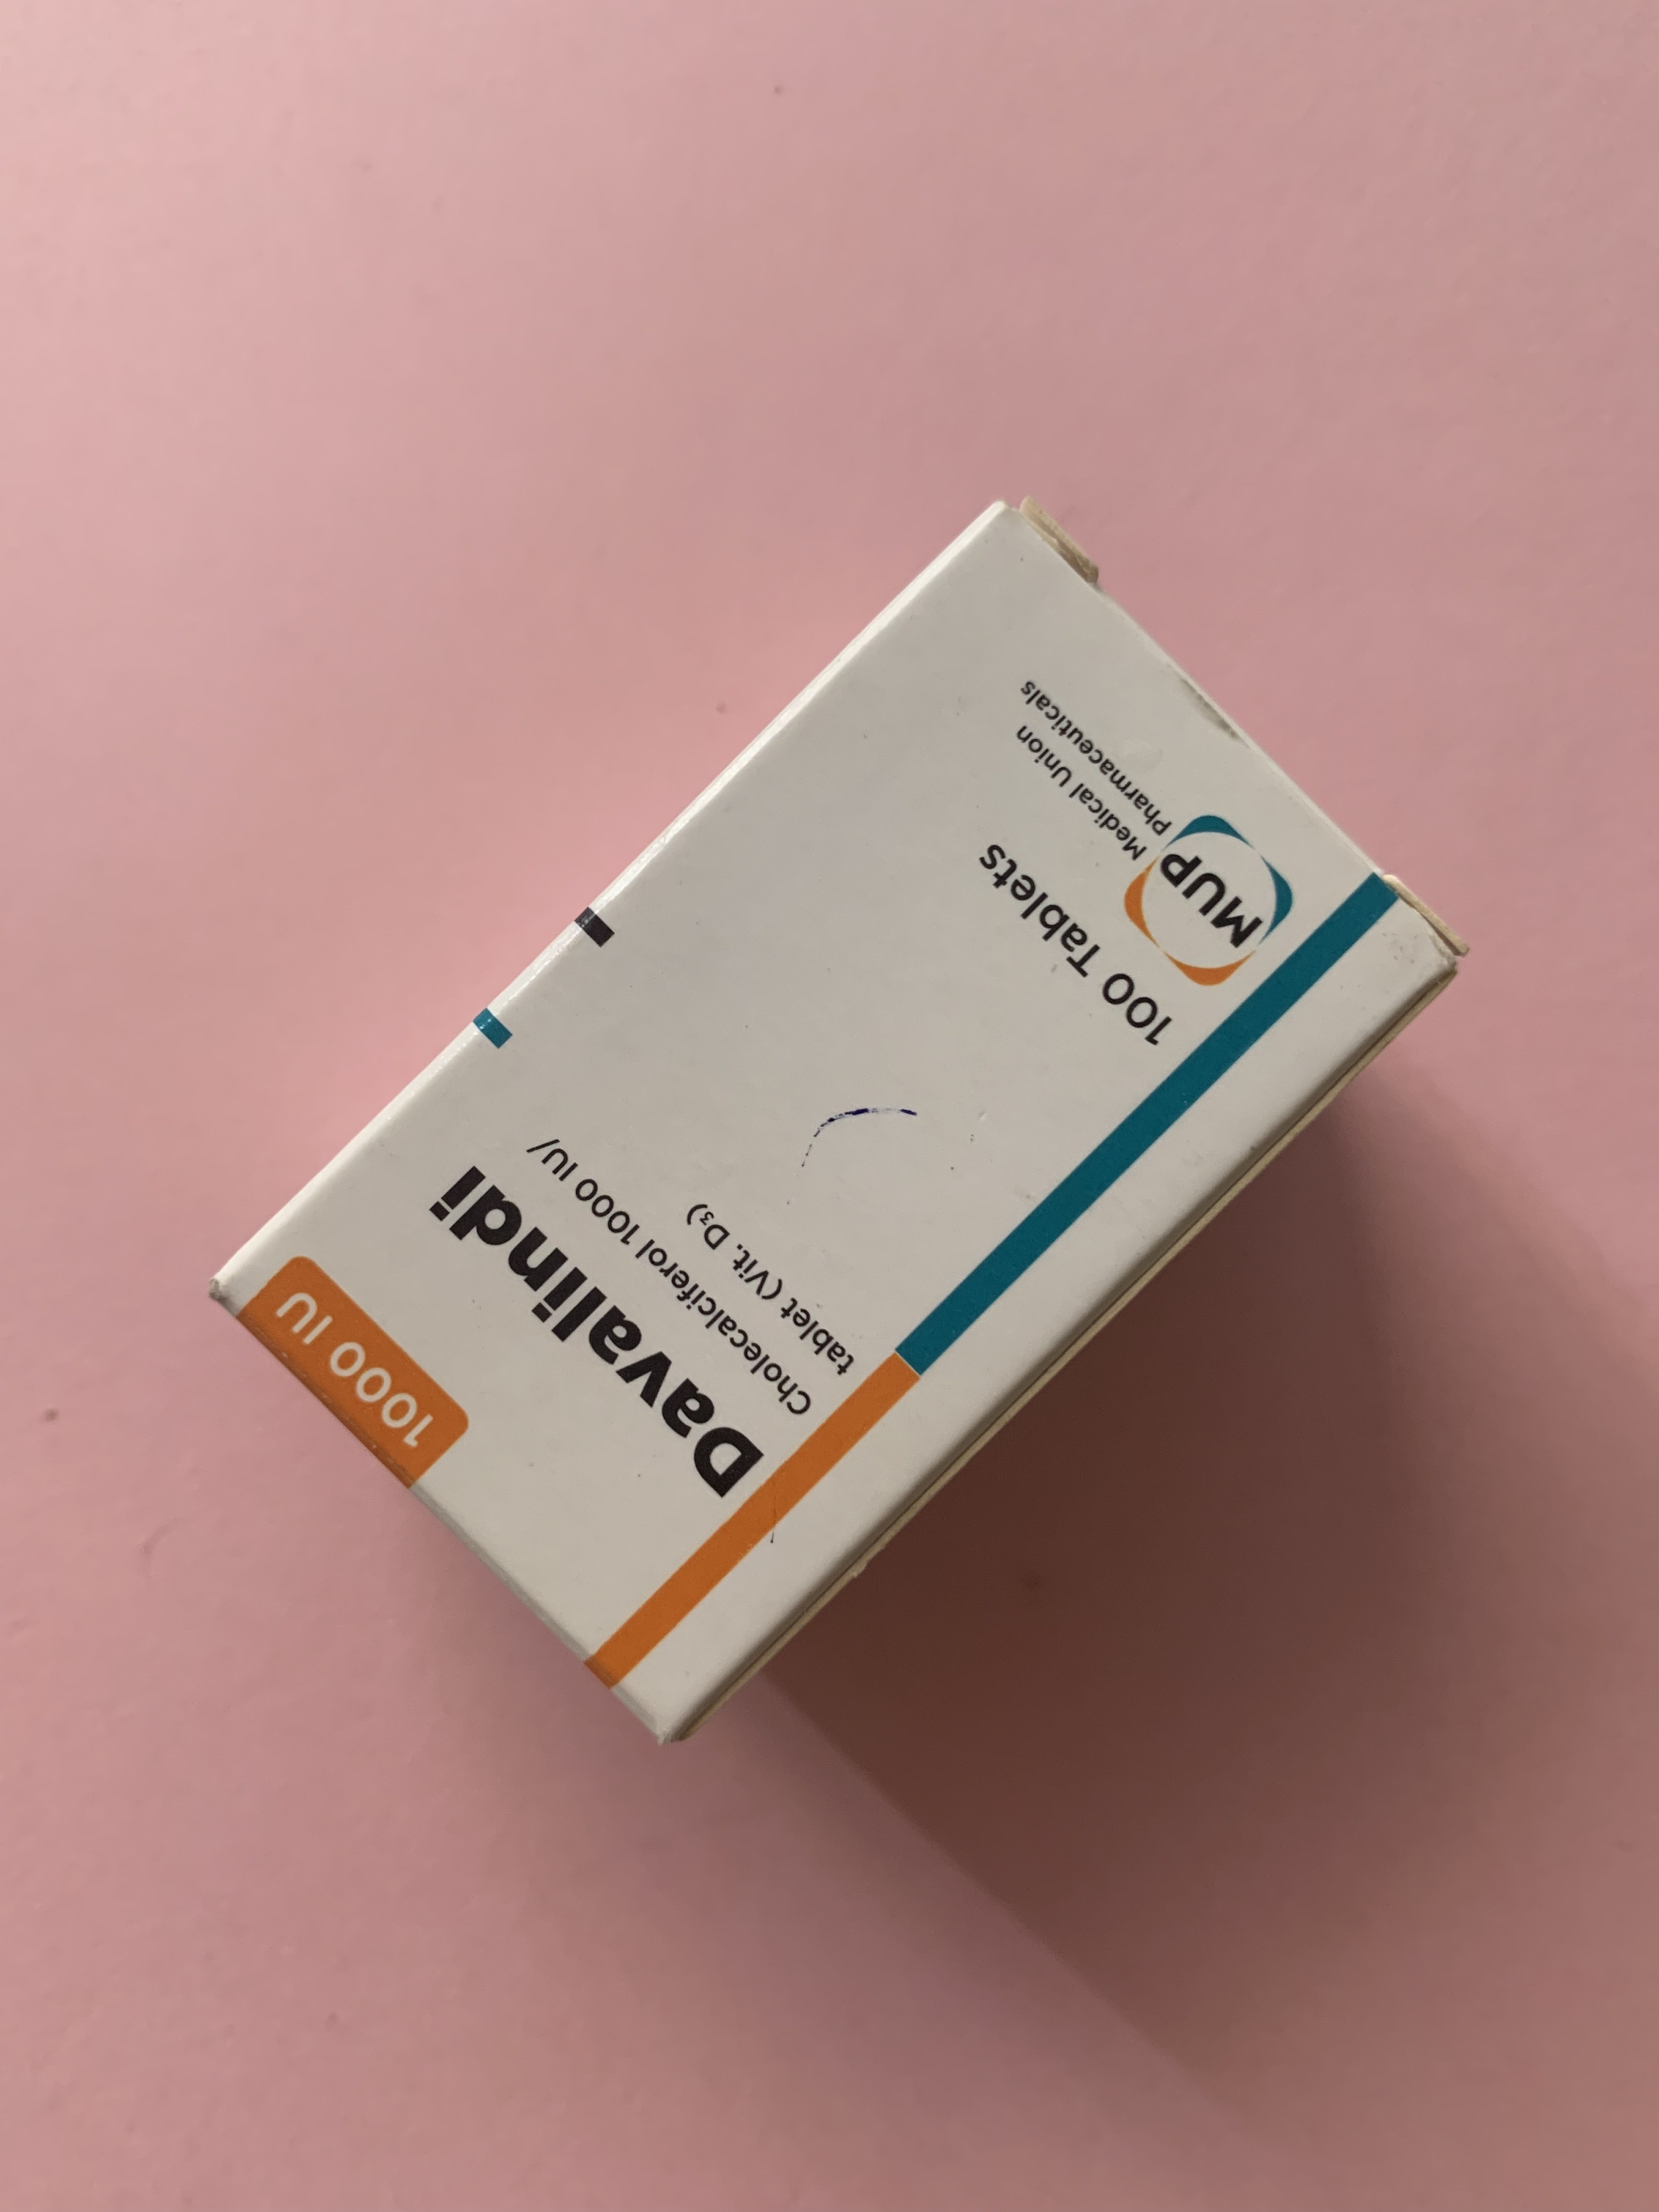 1000 IU
Davalindi
Cholecalciferol 1000 IU/
tablet (Vit. D₃)
100 Tablets
MUP
Medical Union
Pharmaceuticals